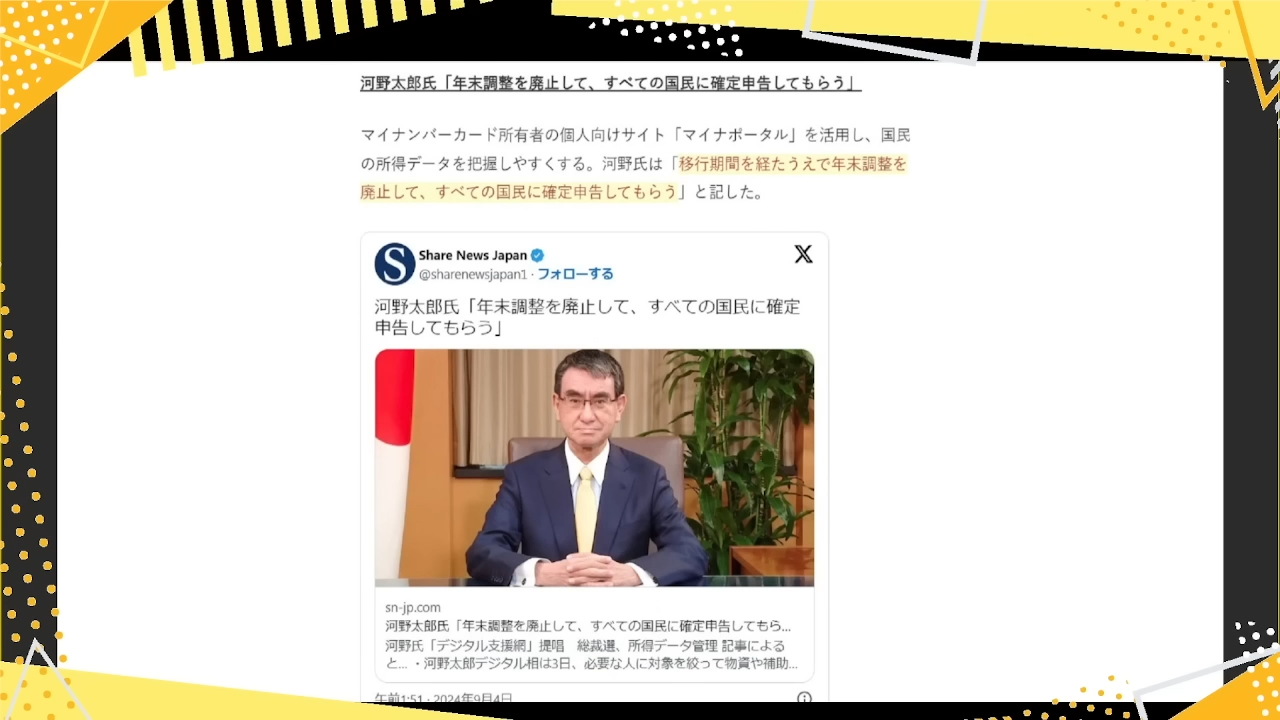 河野太郎氏「年末調整を廃止して、すべての国民に確定申告してもらう」
マイナンバーカード所有者の個人向けサイト「マイナポータル」を活用し、国民
の所得データを把握しやすくする。河野氏は「移行期間を経たうえで年末調整を
廃止して、すべての国民に確定申告してもらう」と記した。
S Share News Japan
X
@sharenewsjapan1 · フォローする
河野太郎氏「年末調整を廃止して、すべての国民に確定
申告してもらう」
sn-jp.com
河野太郎氏「年末調整を廃止して、すべての国民に確定申告してもら...
河野氏「デジタル支援網」提唱 総裁選、所得データ管理 記事による
と... ・河野太郎デジタル相は3日、必要な人に対象を絞って物資や補助...
午前1:51 · 2024年9月4日